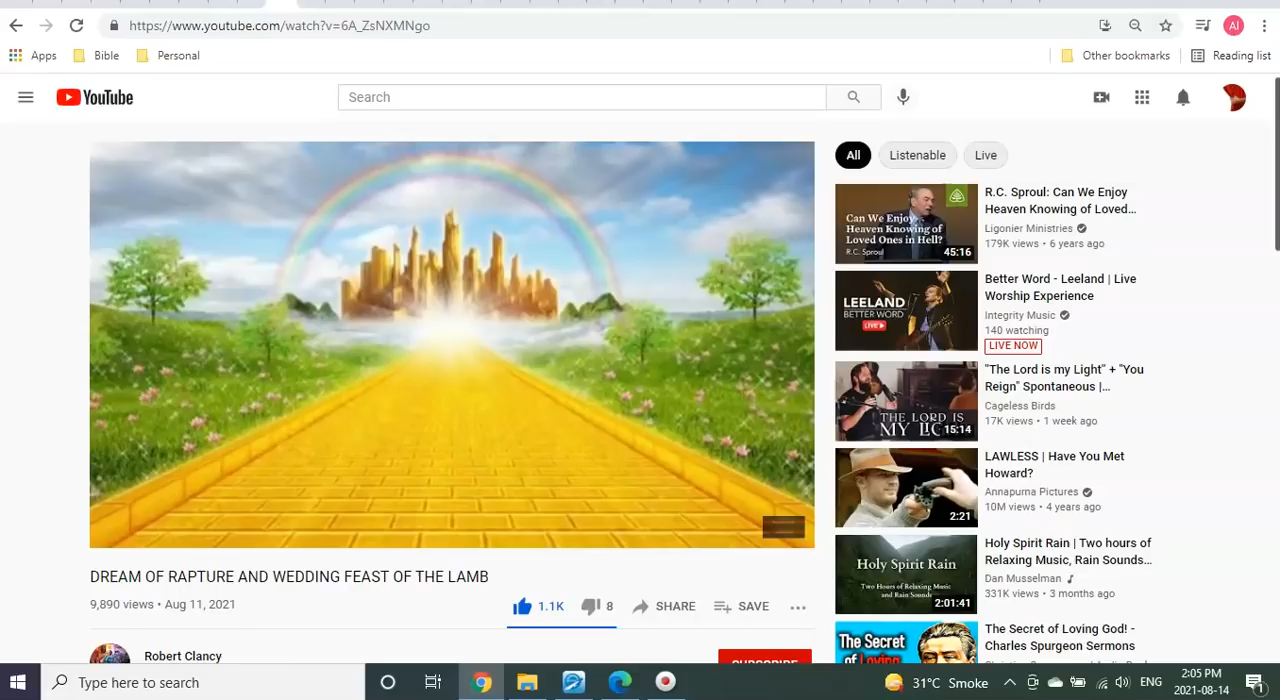 https://www.youtube.com/watch?v=6A_ZsNXMNgo
Apps
Bible
Personal
Other bookmarks
Reading list
YouTube
Search
All
Listenable
Live
Can We Enjoy
Heaven Knowing of
Loved Ones in Hell?
R.C. Sproul
45:16
R.C. Sproul: Can We Enjoy
Heaven Knowing of Loved...
Ligonier Ministries
179K views • 6 years ago
LEELAND
BETTER WORD
LIVE
Better Word - Leeland | Live
Worship Experience
Integrity Music
140 watching
LIVE NOW
THE LORD IS
MY LIG
15:14
"The Lord is my Light" + "You
Reign" Spontaneous |...
Cageless Birds
17K views • 1 week ago
2:21
LAWLESS | Have You Met
Howard?
Annapurna Pictures
10M views • 4 years ago
Holy Spirit Rain
Two Hours of Relaxing Music
and Rain Sounds
2:01:41
Holy Spirit Rain | Two hours of
Relaxing Music, Rain Sounds...
Dan Musselman
331K views • 3 months ago
The Secret
of Loving
The Secret of Loving God! -
Charles Spurgeon Sermons
DREAM OF RAPTURE AND WEDDING FEAST OF THE LAMB
9,890 views • Aug 11, 2021
1.1K
8
SHARE
SAVE
Robert Clancy
SUBSCRIBE
Type here to search
31°C Smoke
ENG
2:05 PM
2021-08-14
1
AI